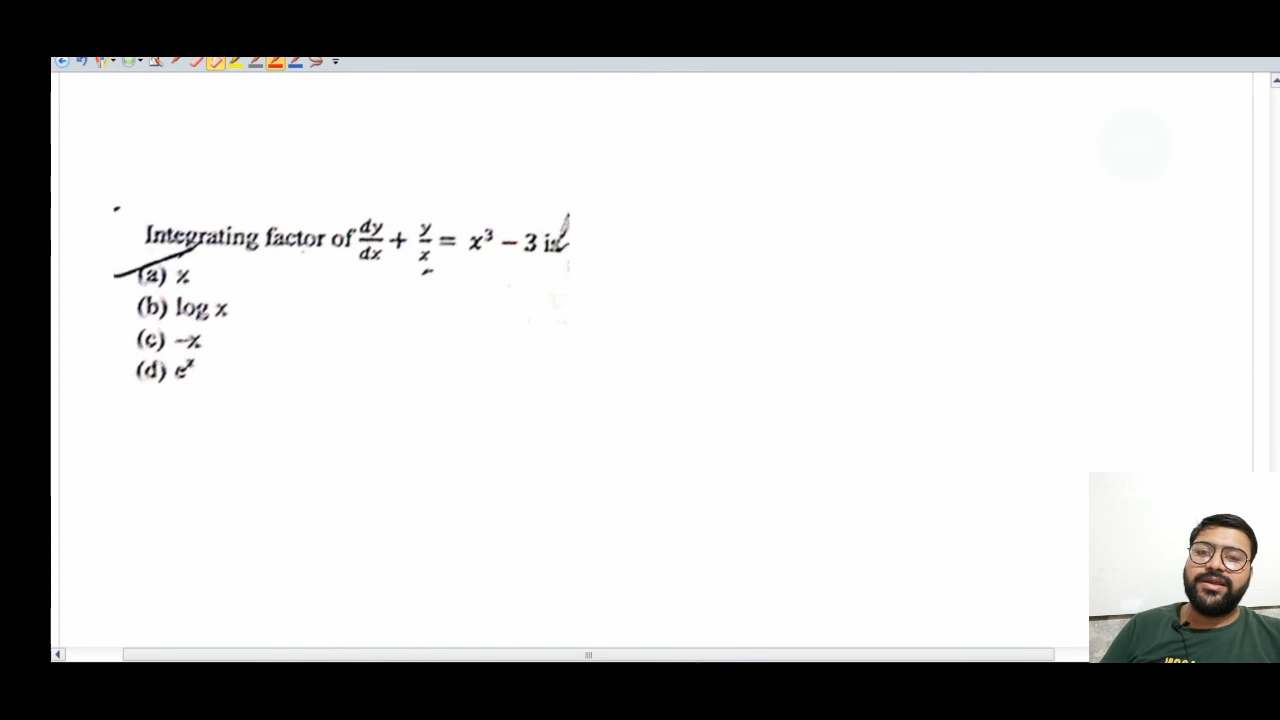 Integrating factor of dy/dx + y/x = x³ − 3 is
(a) x
(b) log x
(c) −x
(d) eˣ